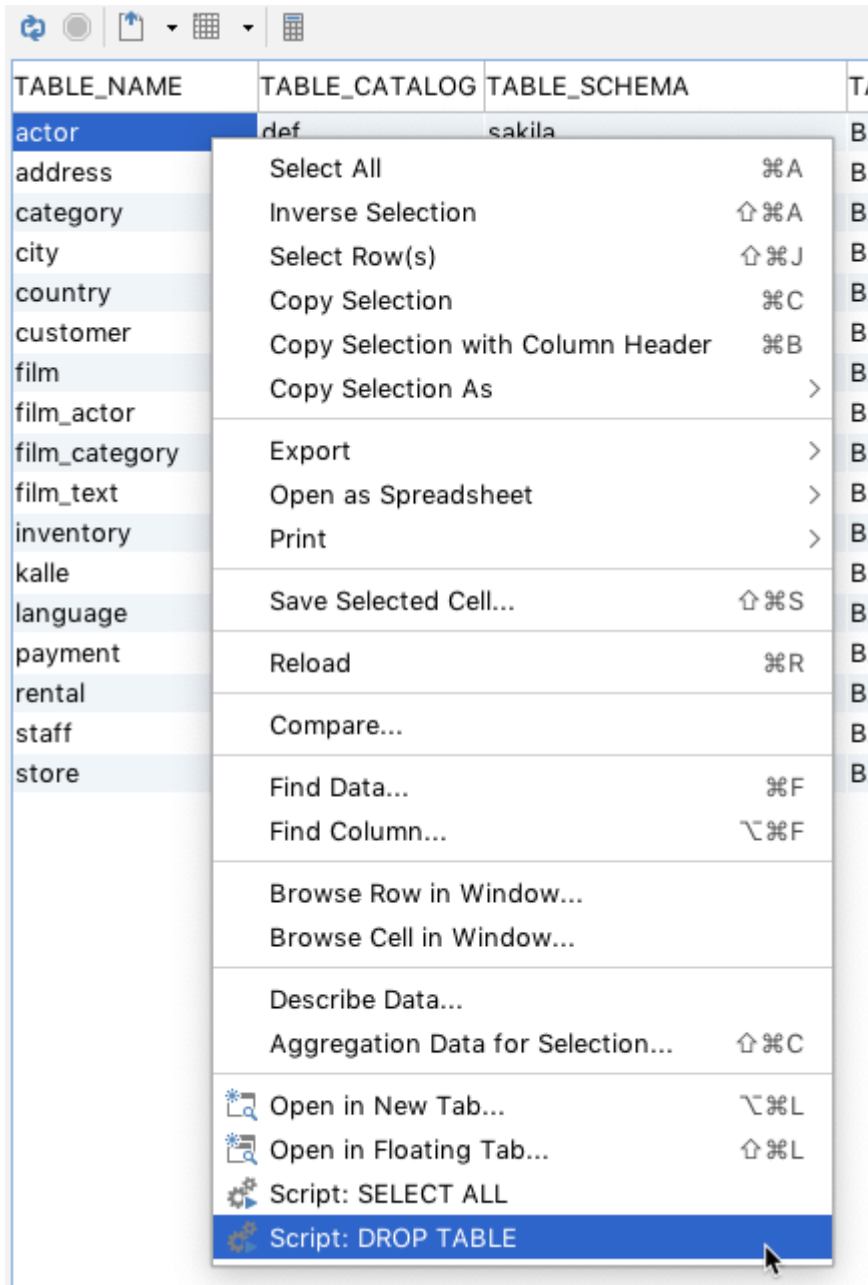 TABLE_NAME TABLE_CATALOG TABLE_SCHEMA TA
actor def sakila B
address B
category B
city B
country B
customer B
film B
film_actor B
film_category B
film_text B
inventory B
kalle B
language B
payment B
rental B
staff B
store B
Select All ⌘A
Inverse Selection ⇧⌘A
Select Row(s) ⇧⌘J
Copy Selection ⌘C
Copy Selection with Column Header ⌘B
Copy Selection As
Export
Open as Spreadsheet
Print
Save Selected Cell... ⇧⌘S
Reload ⌘R
Compare...
Find Data... ⌘F
Find Column... ⌥⌘F
Browse Row in Window...
Browse Cell in Window...
Describe Data...
Aggregation Data for Selection... ⇧⌘C
Open in New Tab... ⌥⌘L
Open in Floating Tab... ⇧⌘L
Script: SELECT ALL
Script: DROP TABLE